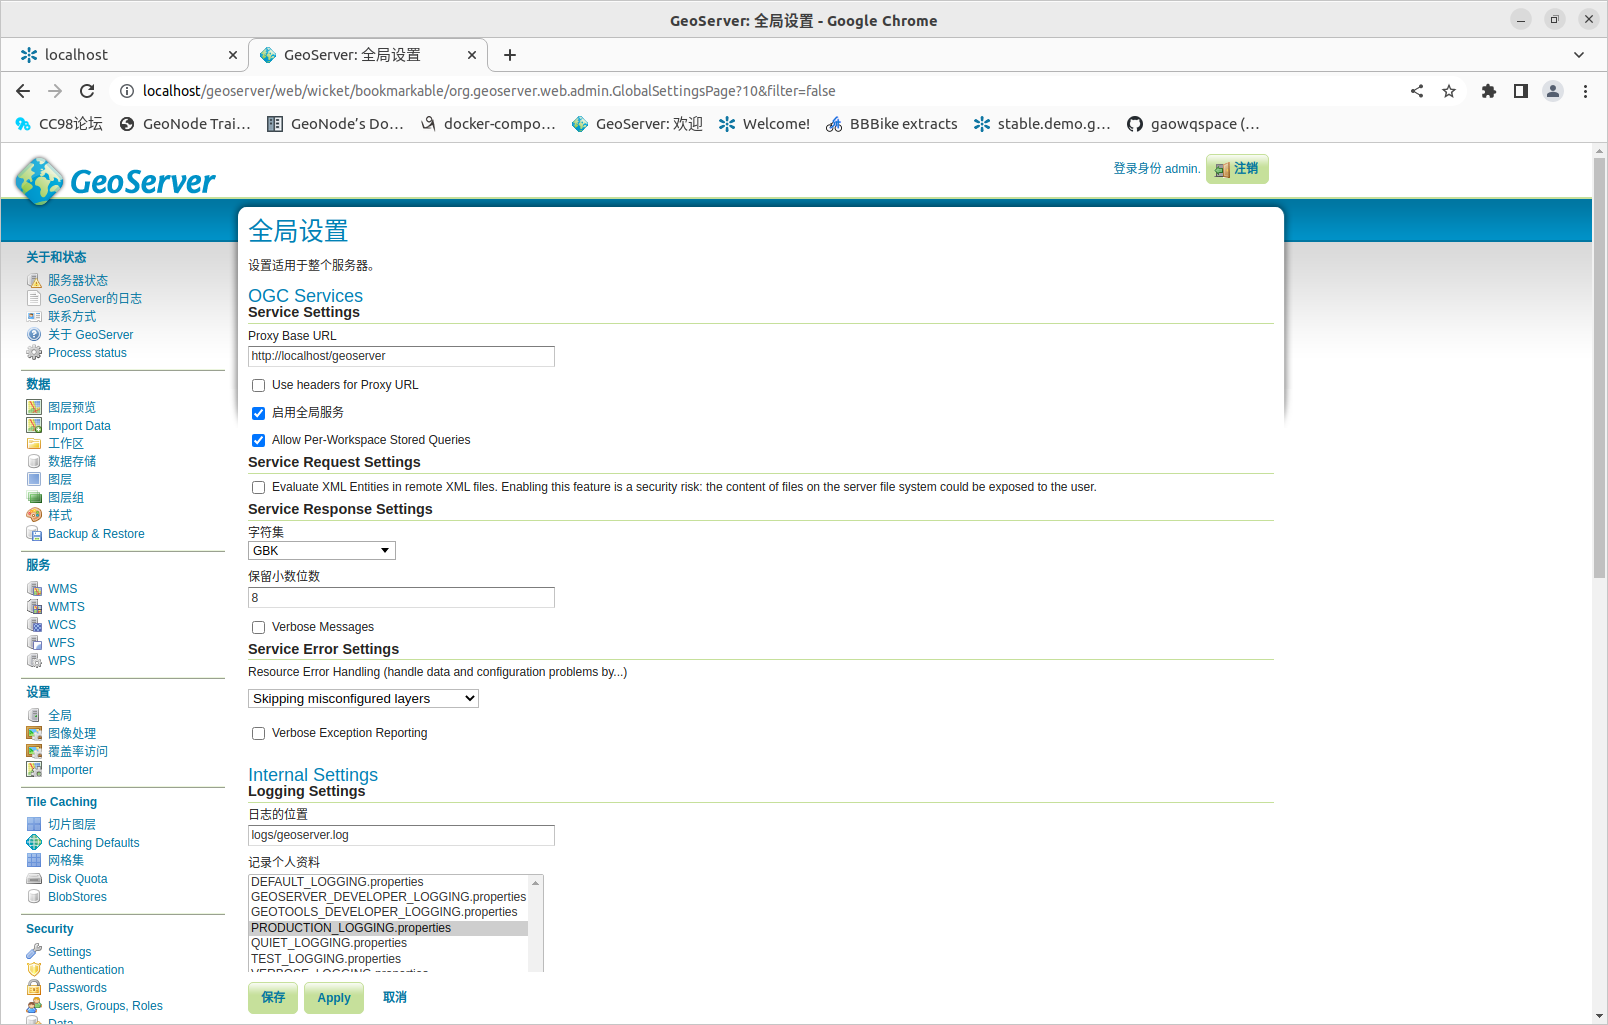 GeoServer: 全局设置 - Google Chrome
localhost
GeoServer: 全局设置
localhost/geoserver/web/wicket/bookmarkable/org.geoserver.web.admin.GlobalSettingsPage?10&filter=false
CC98论坛
GeoNode Trai…
GeoNode’s Do…
docker-compo…
GeoServer: 欢迎
Welcome!
BBBike extracts
stable.demo.g…
gaowqspace (…
GeoServer
登录身份 admin.
注销
关于和状态
服务器状态
GeoServer的日志
联系方式
关于 GeoServer
Process status
数据
图层预览
Import Data
工作区
数据存储
图层
图层组
样式
Backup & Restore
服务
WMS
WMTS
WCS
WFS
WPS
设置
全局
图像处理
覆盖率访问
Importer
Tile Caching
切片图层
Caching Defaults
网格集
Disk Quota
BlobStores
Security
Settings
Authentication
Passwords
Users, Groups, Roles
Data
全局设置
设置适用于整个服务器。
OGC Services
Service Settings
Proxy Base URL
http://localhost/geoserver
Use headers for Proxy URL
启用全局服务
Allow Per-Workspace Stored Queries
Service Request Settings
Evaluate XML Entities in remote XML files. Enabling this feature is a security risk: the content of files on the server file system could be exposed to the user.
Service Response Settings
字符集
GBK
保留小数位数
8
Verbose Messages
Service Error Settings
Resource Error Handling (handle data and configuration problems by...)
Skipping misconfigured layers
Verbose Exception Reporting
Internal Settings
Logging Settings
日志的位置
logs/geoserver.log
记录个人资料
DEFAULT_LOGGING.properties
GEOSERVER_DEVELOPER_LOGGING.properties
GEOTOOLS_DEVELOPER_LOGGING.properties
PRODUCTION_LOGGING.properties
QUIET_LOGGING.properties
TEST_LOGGING.properties
VERBOSE_LOGGING.properties
保存
Apply
取消